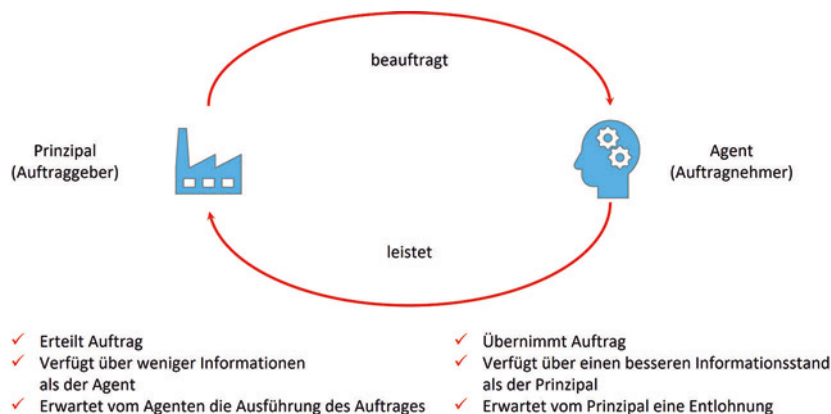 beauftragt
Prinzipal
(Auftraggeber)
Agent
(Auftragnehmer)
leistet
Erteilt Auftrag
Verfügt über weniger Informationen
als der Agent
Erwartet vom Agenten die Ausführung des Auftrages
Übernimmt Auftrag
Verfügt über einen besseren Informationsstand
als der Prinzipal
Erwartet vom Prinzipal eine Entlohnung